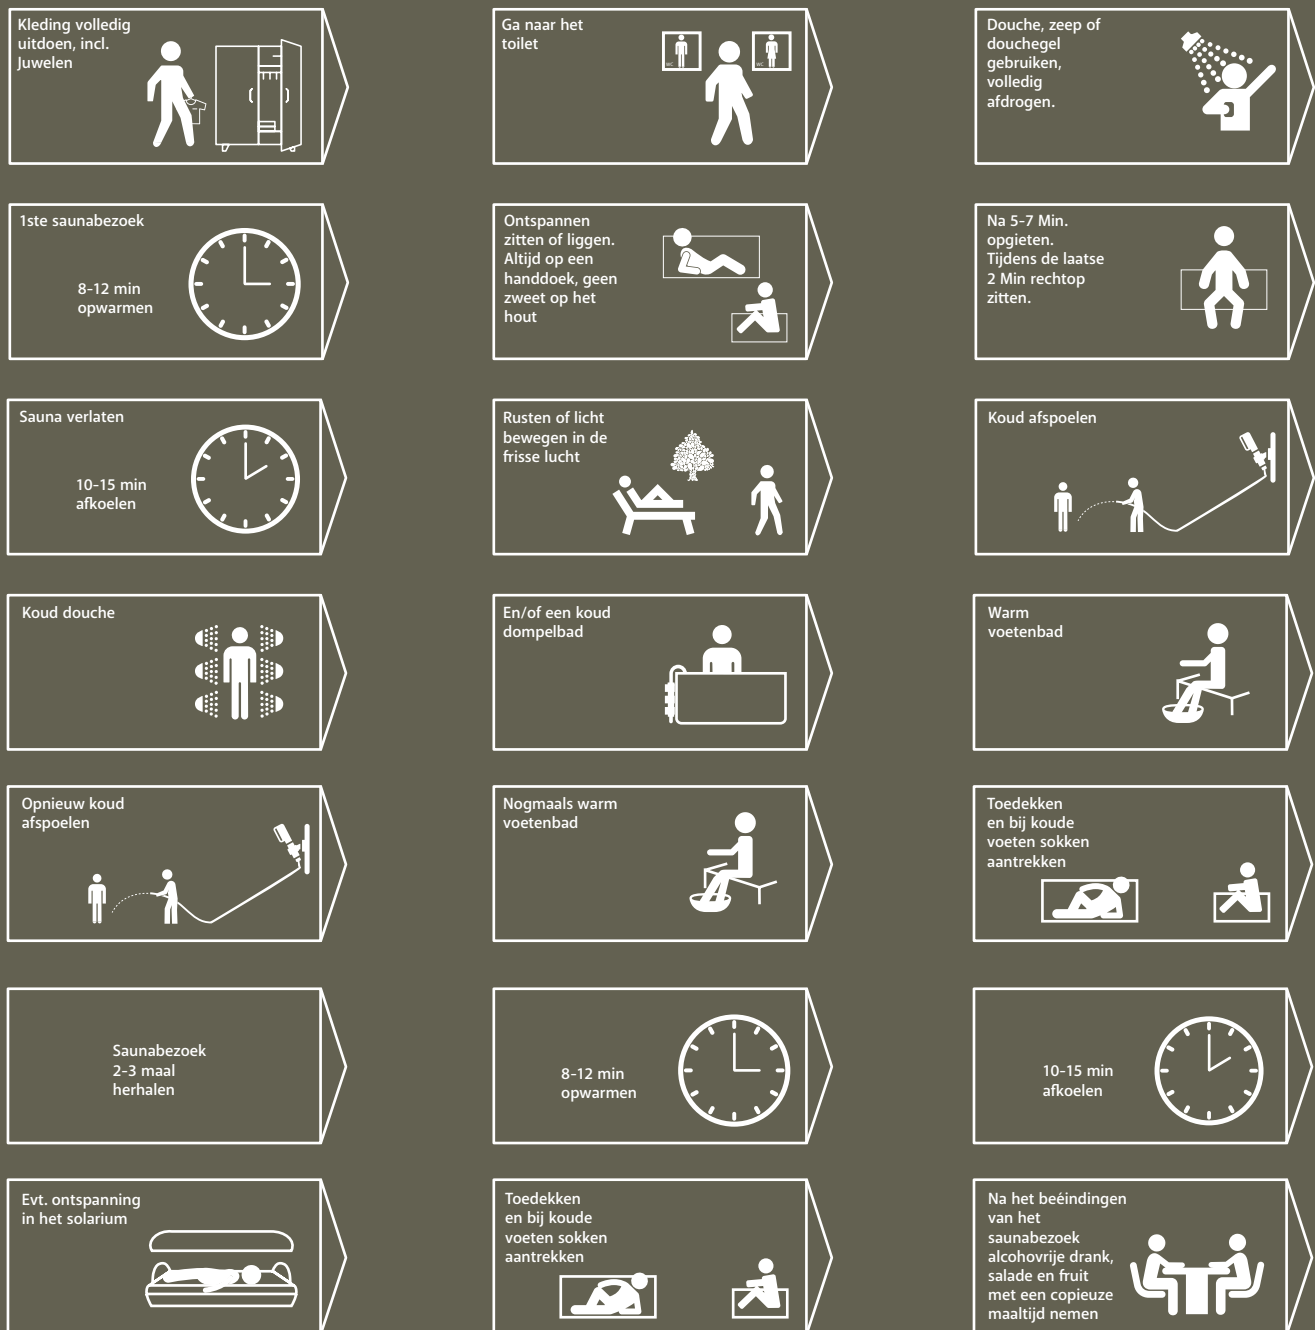 Kleding volledig
uitdoen, incl.
Juwelen
Ga naar het
toilet
WC
WC
Douche, zeep of
douchegel
gebruiken,
volledig
afdrogen.
1ste saunabezoek
8-12 min
opwarmen
Ontspannen
zitten of liggen.
Altijd op een
handdoek, geen
zweet op het
hout
Na 5-7 Min.
opgieten.
Tijdens de laatse
2 Min rechtop
zitten.
Sauna verlaten
10-15 min
afkoelen
Rusten of licht
bewegen in de
frisse lucht
Koud afspoelen
Koud douche
En/of een koud
dompelbad
Warm
voetenbad
Opnieuw koud
afspoelen
Nogmaals warm
voetenbad
Toedekken
en bij koude
voeten sokken
aantrekken
Saunabezoek
2-3 maal
herhalen
8-12 min
opwarmen
10-15 min
afkoelen
Evt. ontspanning
in het solarium
Toedekken
en bij koude
voeten sokken
aantrekken
Na het beéindingen
van het
saunabezoek
alcohovrije drank,
salade en fruit
met een copieuze
maaltijd nemen